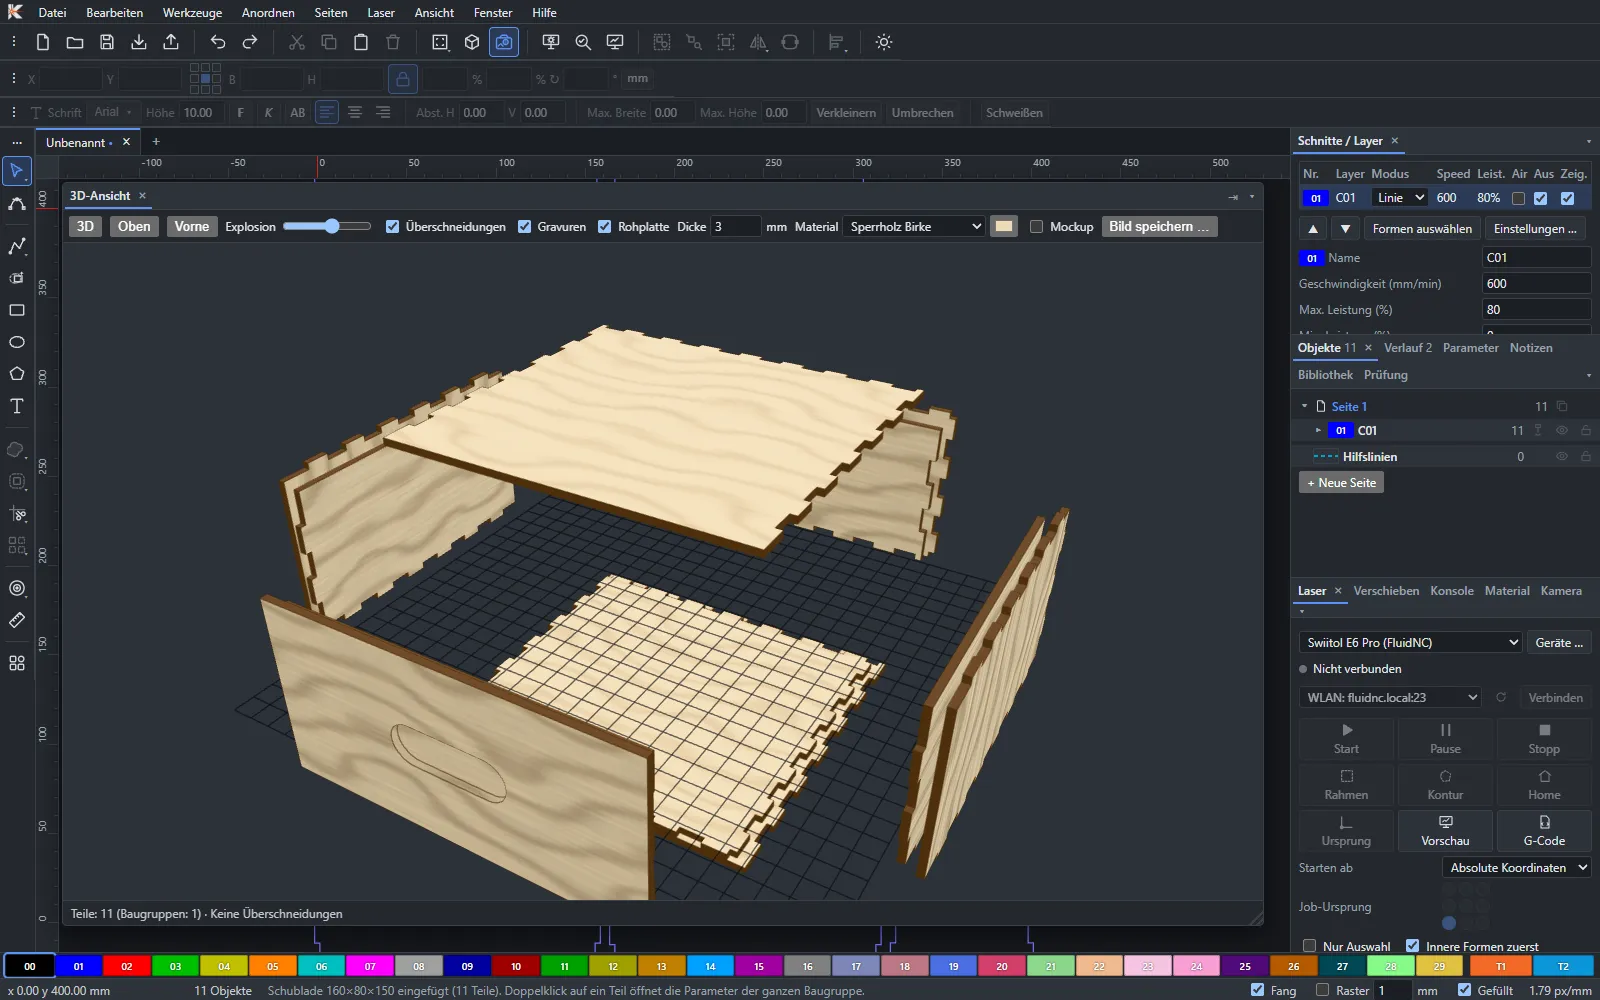 Datei Bearbeiten Werkzeuge Anordnen Seiten Laser Ansicht Fenster Hilfe
X Y B H % % ° mm
Schrift Arial Höhe 10.00 F K AB Abst. H 0.00 V 0.00 Max. Breite 0.00 Max. Höhe 0.00 Verkleinern Umbrechen Schweißen
Unbenannt • × +
-100 -50 0 50 100 150 200 250 300 350 400 450 500
400
350
300
250
200
150
100
50
0
3D-Ansicht ×
3D Oben Vorne Explosion Überschneidungen Gravuren Rohplatte Dicke 3 mm Material Sperrholz Birke Mockup Bild speichern ...
Teile: 11 (Baugruppen: 1) · Keine Überschneidungen
Schnitte / Layer ×
Nr. Layer Modus Speed Leist. Air Aus Zeig.
01 C01 Linie 600 80%
▲ ▼ Formen auswählen Einstellungen ...
01 Name C01
Geschwindigkeit (mm/min) 600
Max. Leistung (%) 80
Objekte 11 × Verlauf 2 Parameter Notizen
Bibliothek Prüfung
Seite 1 11
01 C01 11
Hilfslinien 0
+ Neue Seite
Laser × Verschieben Konsole Material Kamera
Swiitol E6 Pro (FluidNC) Geräte ...
Nicht verbunden
WLAN: fluidnc.local:23 Verbinden
Start Pause Stopp
Rahmen Kontur Home
Ursprung Vorschau G-Code
Starten ab Absolute Koordinaten
Job-Ursprung
Nur Auswahl Innere Formen zuerst
00 01 02 03 04 05 06 07 08 09 10 11 12 13 14 15 16 17 18 19 20 21 22 23 24 25 26 27 28 29 T1 T2
x 0.00 y 400.00 mm 11 Objekte Schublade 160×80×150 eingefügt (11 Teile). Doppelklick auf ein Teil öffnet die Parameter der ganzen Baugruppe. Fang Raster 1 mm Gefüllt 1.79 px/mm